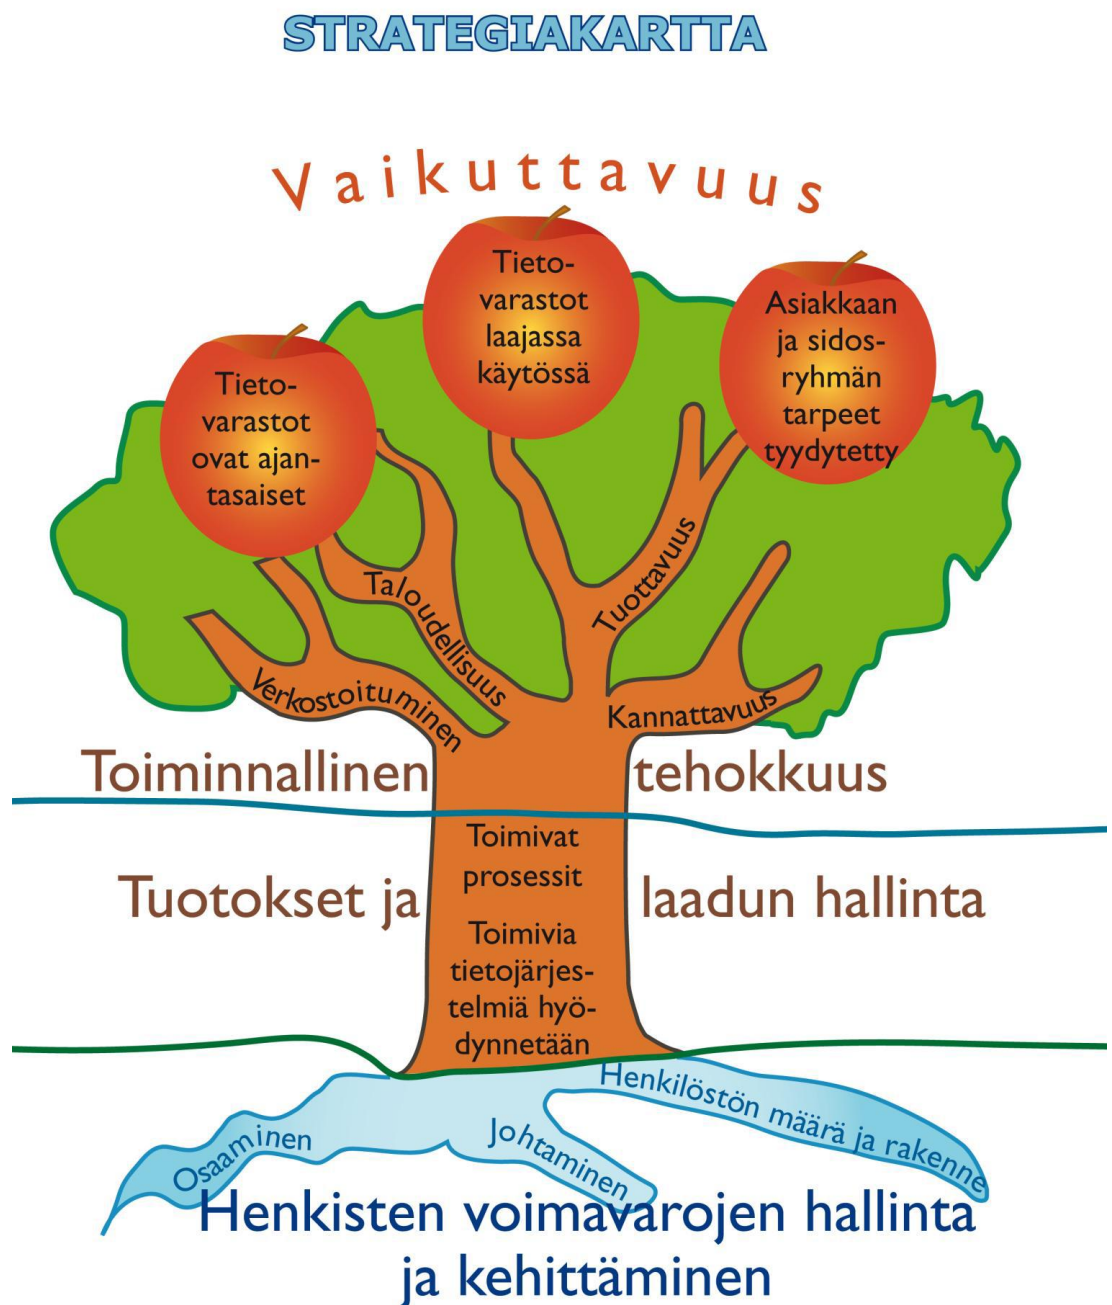 STRATEGIAKARTTA
Vaikuttavuus
Tieto-
varastot
ovat ajan-
tasaiset
Tieto-
varastot
laajassa
käytössä
Asiakkaan
ja sidos-
ryhmän
tarpeet
tyydytetty
Verkostoituminen
Taloudellisuus
Tuottavuus
Kannattavuus
Toiminnallinen tehokkuus
Tuotokset ja laadun hallinta
Toimivat
prosessit
Toimivia
tietojärjes-
telmiä hyö-
dynnetään
Osaaminen
Johtaminen
Henkilöstön määrä ja rakenne
Henkisten voimavarojen hallinta
ja kehittäminen